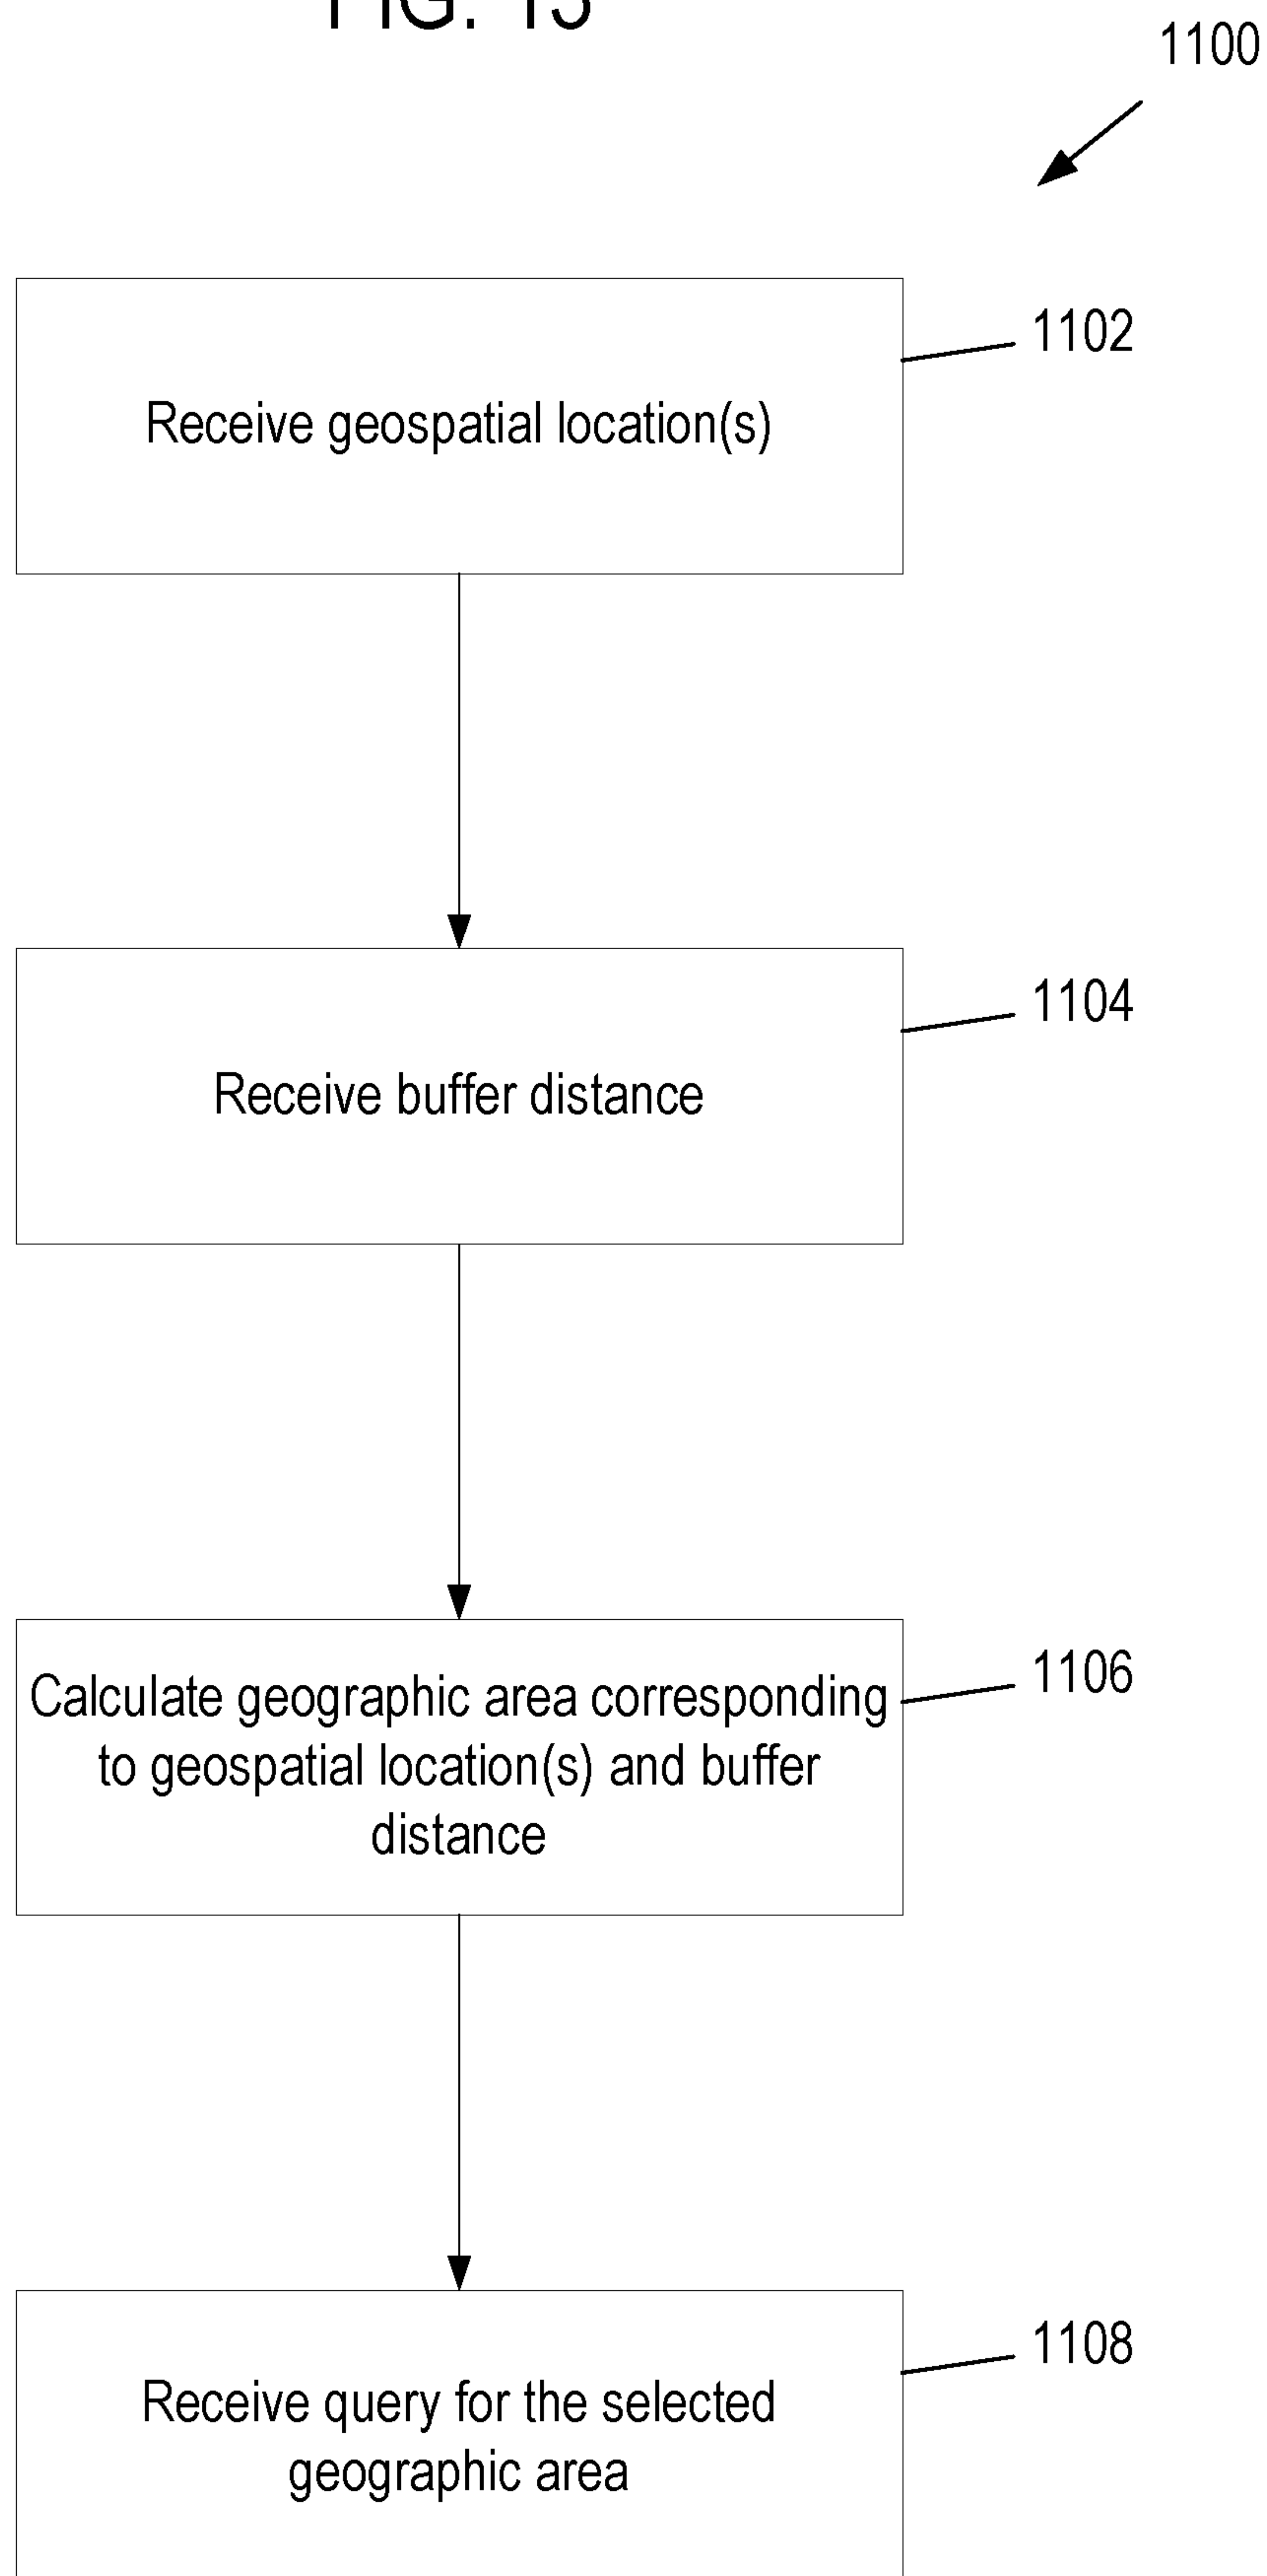 FIG.
1100
1102
Receive geospatial location(s)
1104
Receive buffer distance
1106
Calculate geographic area corresponding
to geospatial location(s) and buffer
distance
1108
Receive query for the selected
geographic area